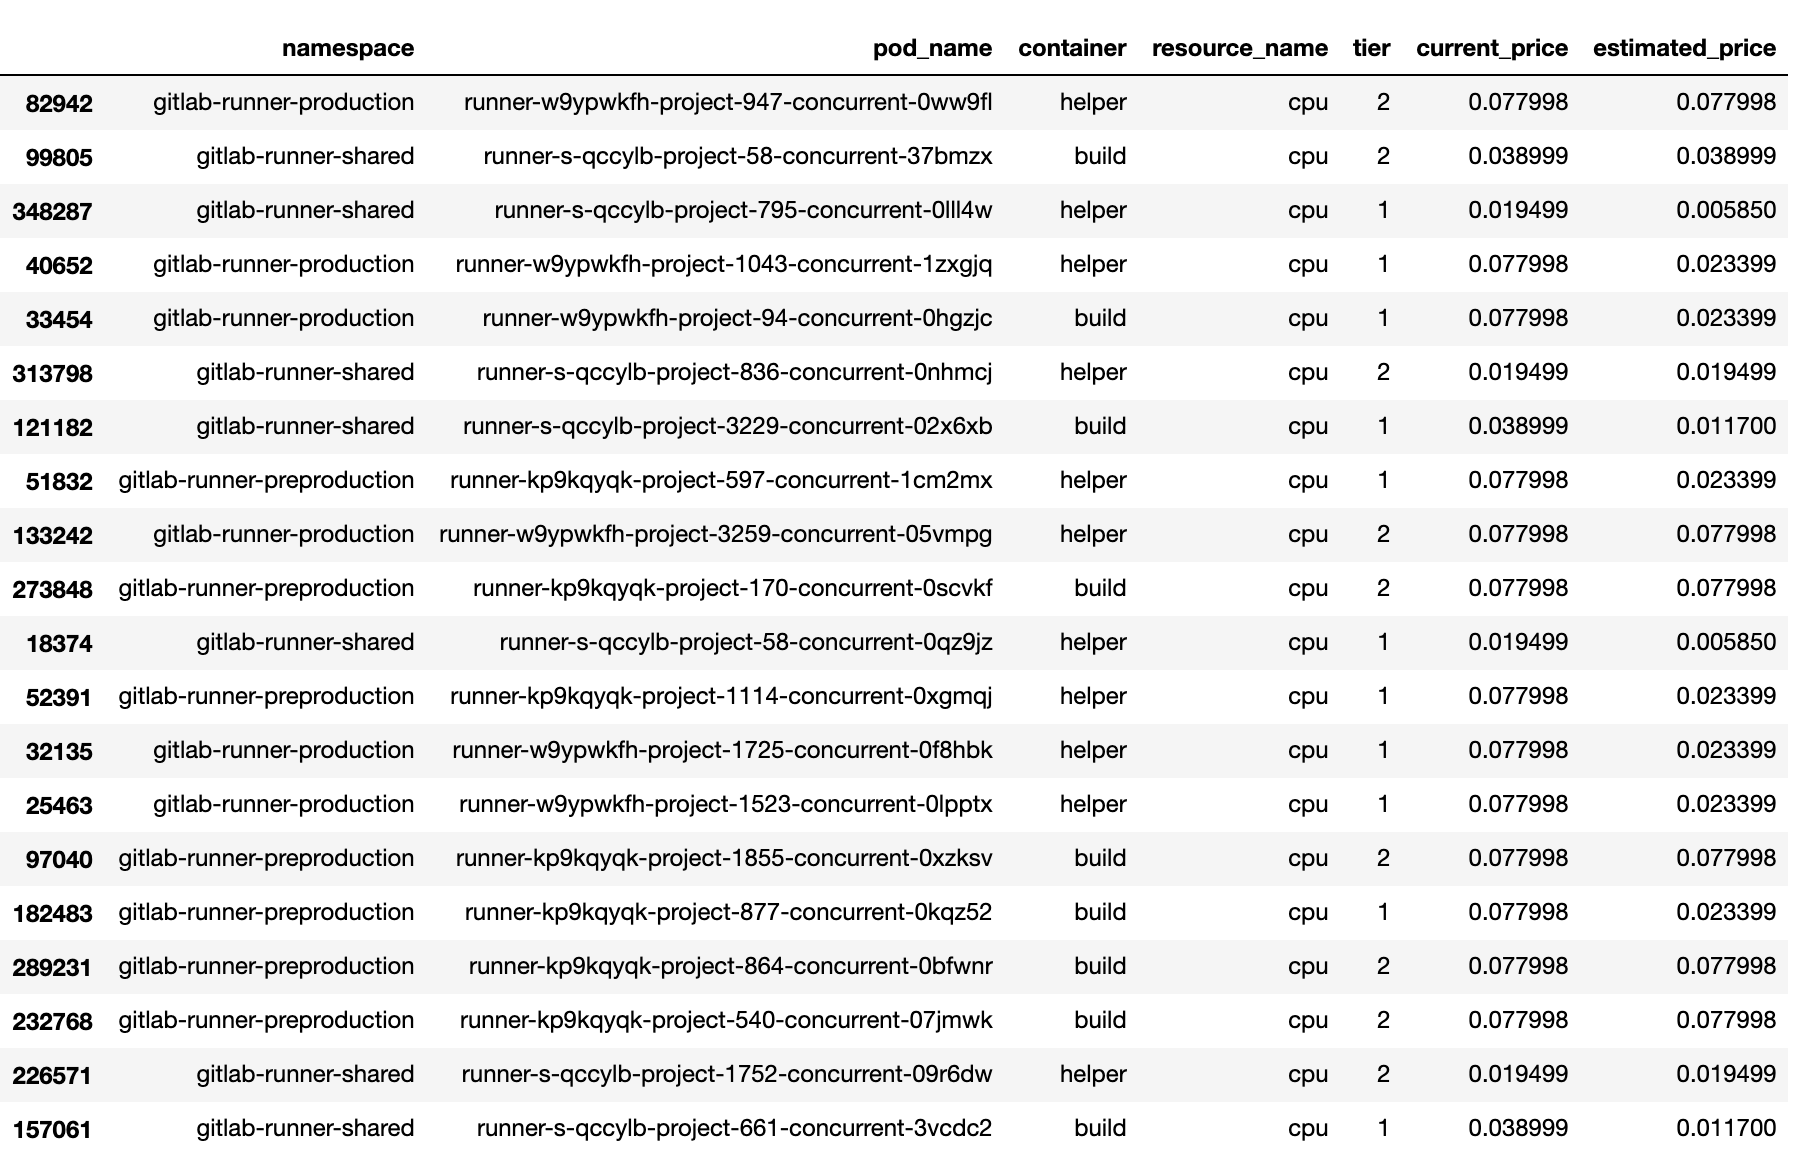 namespace pod_name container resource_name tier current_price estimated_price
82942 gitlab-runner-production runner-w9ypwkfh-project-947-concurrent-0ww9fl helper cpu 2 0.077998 0.077998
99805 gitlab-runner-shared runner-s-qccylb-project-58-concurrent-37bmzx build cpu 2 0.038999 0.038999
348287 gitlab-runner-shared runner-s-qccylb-project-795-concurrent-0lll4w helper cpu 1 0.019499 0.005850
40652 gitlab-runner-production runner-w9ypwkfh-project-1043-concurrent-1zxgjq helper cpu 1 0.077998 0.023399
33454 gitlab-runner-production runner-w9ypwkfh-project-94-concurrent-0hgzjc build cpu 1 0.077998 0.023399
313798 gitlab-runner-shared runner-s-qccylb-project-836-concurrent-0nhmcj helper cpu 2 0.019499 0.019499
121182 gitlab-runner-shared runner-s-qccylb-project-3229-concurrent-02x6xb build cpu 1 0.038999 0.011700
51832 gitlab-runner-preproduction runner-kp9kqyqk-project-597-concurrent-1cm2mx helper cpu 1 0.077998 0.023399
133242 gitlab-runner-production runner-w9ypwkfh-project-3259-concurrent-05vmpg helper cpu 2 0.077998 0.077998
273848 gitlab-runner-preproduction runner-kp9kqyqk-project-170-concurrent-0scvkf build cpu 2 0.077998 0.077998
18374 gitlab-runner-shared runner-s-qccylb-project-58-concurrent-0qz9jz helper cpu 1 0.019499 0.005850
52391 gitlab-runner-preproduction runner-kp9kqyqk-project-1114-concurrent-0xgmqj helper cpu 1 0.077998 0.023399
32135 gitlab-runner-production runner-w9ypwkfh-project-1725-concurrent-0f8hbk helper cpu 1 0.077998 0.023399
25463 gitlab-runner-production runner-w9ypwkfh-project-1523-concurrent-0lpptx helper cpu 1 0.077998 0.023399
97040 gitlab-runner-preproduction runner-kp9kqyqk-project-1855-concurrent-0xzksv build cpu 2 0.077998 0.077998
182483 gitlab-runner-preproduction runner-kp9kqyqk-project-877-concurrent-0kqz52 build cpu 1 0.077998 0.023399
289231 gitlab-runner-preproduction runner-kp9kqyqk-project-864-concurrent-0bfwnr build cpu 2 0.077998 0.077998
232768 gitlab-runner-preproduction runner-kp9kqyqk-project-540-concurrent-07jmwk build cpu 2 0.077998 0.077998
226571 gitlab-runner-shared runner-s-qccylb-project-1752-concurrent-09r6dw helper cpu 2 0.019499 0.019499
157061 gitlab-runner-shared runner-s-qccylb-project-661-concurrent-3vcdc2 build cpu 1 0.038999 0.011700